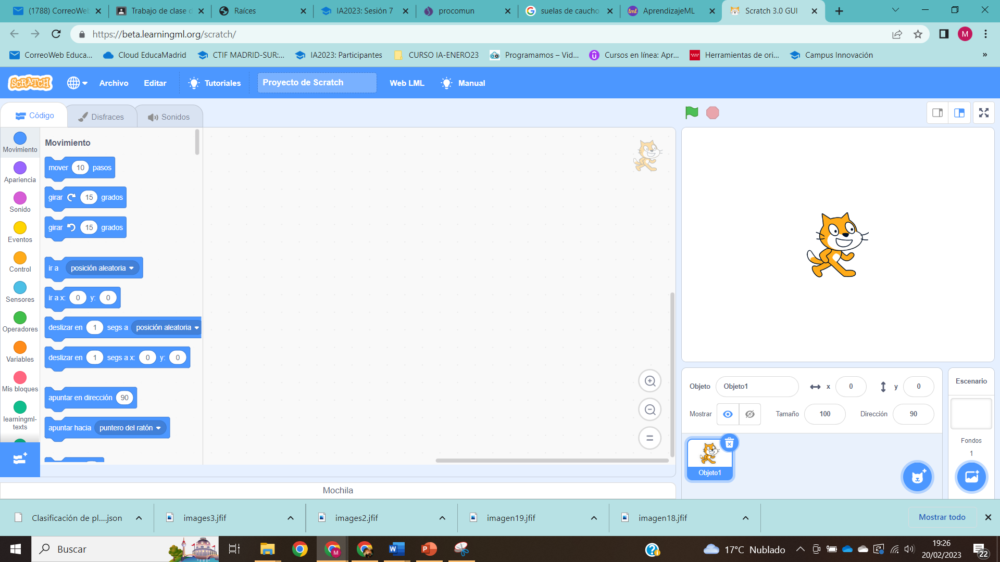 (1788) CorreoWeb
Trabajo de clase d
Raíces
IA2023: Sesión 7
procomun
suelas de caucho
AprendizajeML
Scratch 3.0 GUI
https://beta.learningml.org/scratch/
M
CorreoWeb Educa...
Cloud EducaMadrid
CTIF MADRID-SUR:...
IA2023: Participantes
CURSO IA-ENERO23
Programamos – Vid...
Cursos en línea: Apr...
Herramientas de ori...
Campus Innovación
»
SCRATCH
Archivo
Editar
Tutoriales
Proyecto de Scratch
Web LML
Manual
Código
Disfraces
Sonidos
Movimiento
Apariencia
Sonido
Eventos
Control
Sensores
Operadores
Variables
Mis bloques
learningml-
texts
Movimiento
mover 10 pasos
girar 15 grados
girar 15 grados
ir a posición aleatoria
ir a x: 0 y: 0
deslizar en 1 segs a posición aleatoria
deslizar en 1 segs a x: 0 y: 0
apuntar en dirección 90
apuntar hacia puntero del ratón
Mochila
Objeto Objeto1 x 0 y 0
Mostrar Tamaño 100 Dirección 90
Objeto1
Escenario
Fondos
1
Clasificación de pl....json
images3.jfif
images2.jfif
imagen19.jfif
imagen18.jfif
Mostrar todo
Buscar
M
W
P
17°C Nublado
19:26
20/02/2023
22